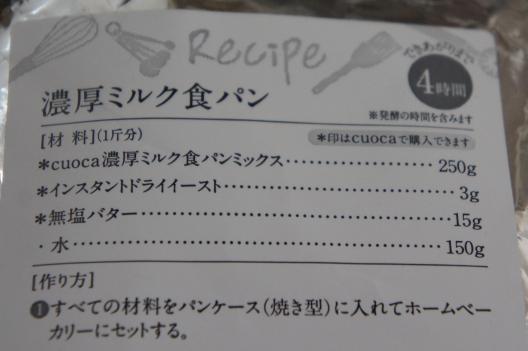 Recipe
できあがりまで
4時間
※発酵の時間を含みます
濃厚ミルク食パン
[材 料](1斤分)
＊印はcuocaで購入できます
＊cuoca濃厚ミルク食パンミックス……………… 250g
＊インスタントドライイースト……………………… 3g
＊無塩バター……………………………… 15g
・水……………………………………… 150g
[作り方]
❶すべての材料をパンケース(焼き型)に入れてホームベー
カリーにセットする。